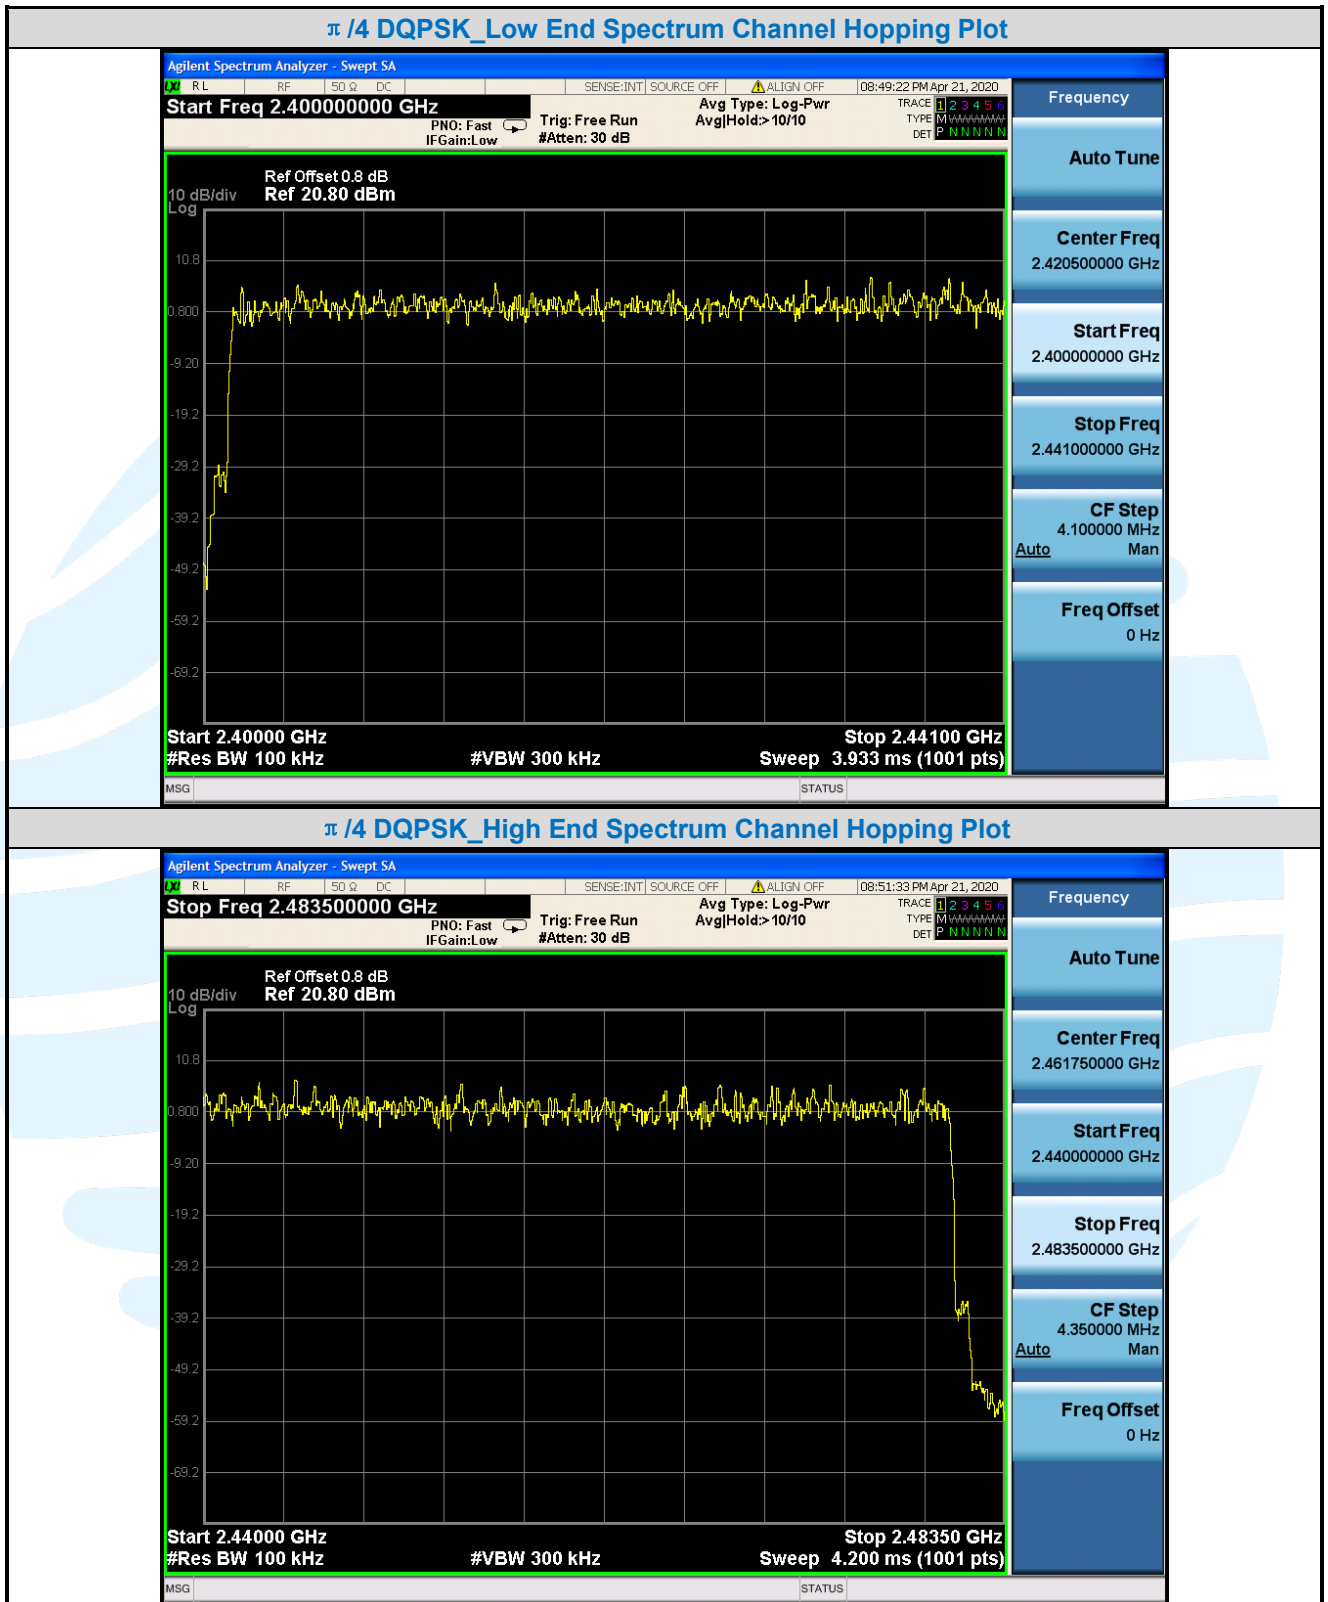 π /4 DQPSK_Low End Spectrum Channel Hopping Plot
Agilent Spectrum Analyzer - Swept SA
LXI RL RF 50 Ω DC SENSE:INT SOURCE OFF ALIGN OFF 08:49:22 PM Apr 21, 2020
Start Freq 2.400000000 GHz
PNO: Fast
IFGain:Low
Trig: Free Run
#Atten: 30 dB
Avg Type: Log-Pwr
Avg|Hold:>10/10
TRACE 1 2 3 4 5 6
TYPE M
DET P N N N N N
Ref Offset 0.8 dB
10 dB/div Ref 20.80 dBm
Log
10.8
0.800
-9.20
-19.2
-29.2
-39.2
-49.2
-59.2
-69.2
Start 2.40000 GHz Stop 2.44100 GHz
#Res BW 100 kHz #VBW 300 kHz Sweep 3.933 ms (1001 pts)
MSG STATUS
Frequency
Auto Tune
Center Freq
2.420500000 GHz
Start Freq
2.400000000 GHz
Stop Freq
2.441000000 GHz
CF Step
4.100000 MHz
Auto Man
Freq Offset
0 Hz
π /4 DQPSK_High End Spectrum Channel Hopping Plot
Agilent Spectrum Analyzer - Swept SA
LXI RL RF 50 Ω DC SENSE:INT SOURCE OFF ALIGN OFF 08:51:33 PM Apr 21, 2020
Stop Freq 2.483500000 GHz
PNO: Fast
IFGain:Low
Trig: Free Run
#Atten: 30 dB
Avg Type: Log-Pwr
Avg|Hold:>10/10
TRACE 1 2 3 4 5 6
TYPE M
DET P N N N N N
Ref Offset 0.8 dB
10 dB/div Ref 20.80 dBm
Log
10.8
0.800
-9.20
-19.2
-29.2
-39.2
-49.2
-59.2
-69.2
Start 2.44000 GHz Stop 2.48350 GHz
#Res BW 100 kHz #VBW 300 kHz Sweep 4.200 ms (1001 pts)
MSG STATUS
Frequency
Auto Tune
Center Freq
2.461750000 GHz
Start Freq
2.440000000 GHz
Stop Freq
2.483500000 GHz
CF Step
4.350000 MHz
Auto Man
Freq Offset
0 Hz